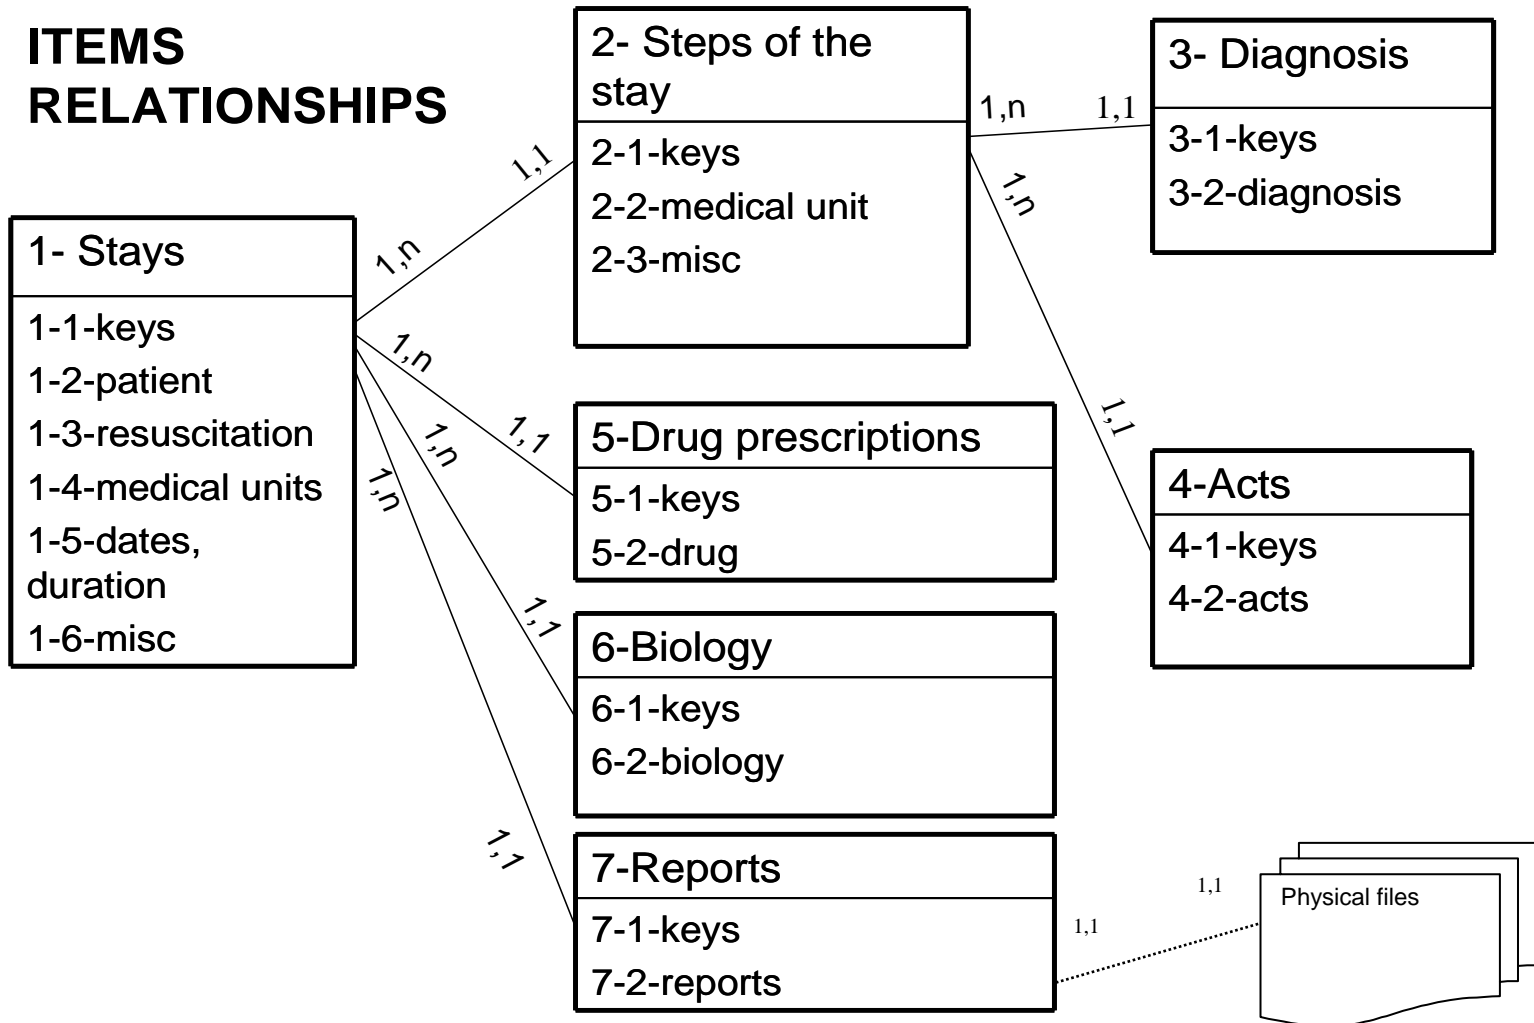 ITEMS
RELATIONSHIPS
1- Stays
1-1-keys
1-2-patient
1-3-resuscitation
1-4-medical units
1-5-dates,
duration
1-6-misc
1,n
1,1
1,n
1,1
1,n
1,1
1,n
1,1
2- Steps of the
stay
2-1-keys
2-2-medical unit
2-3-misc
1,n
1,1
1,n
1,1
3- Diagnosis
3-1-keys
3-2-diagnosis
4-Acts
4-1-keys
4-2-acts
5-Drug prescriptions
5-1-keys
5-2-drug
6-Biology
6-1-keys
6-2-biology
7-Reports
7-1-keys
7-2-reports
1,1
1,1
Physical files